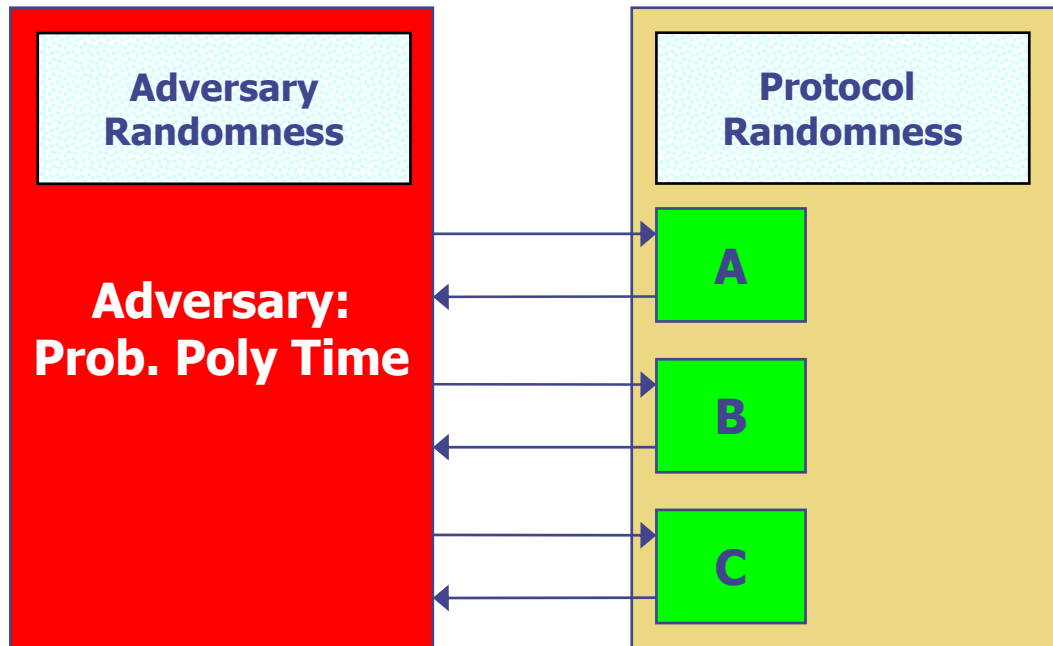 Adversary
Randomness
Protocol
Randomness
Adversary:
Prob. Poly Time
A
B
C